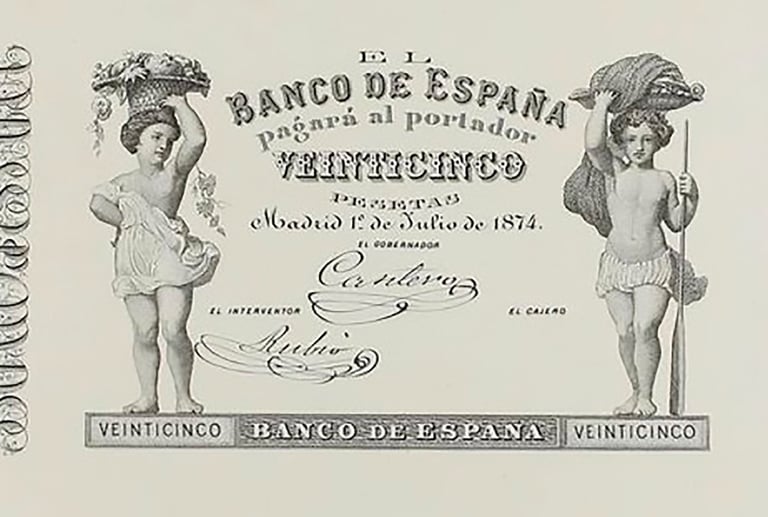 EL
BANCO DE ESPAÑA
pagará al portador
VEINTICINCO
PESETAS
Madrid 1º de Julio de 1874.
EL GOBERNADOR
Cantero
EL INTERVENTOR
EL CAJERO
Rubio
VEINTICINCO BANCO DE ESPAÑA VEINTICINCO